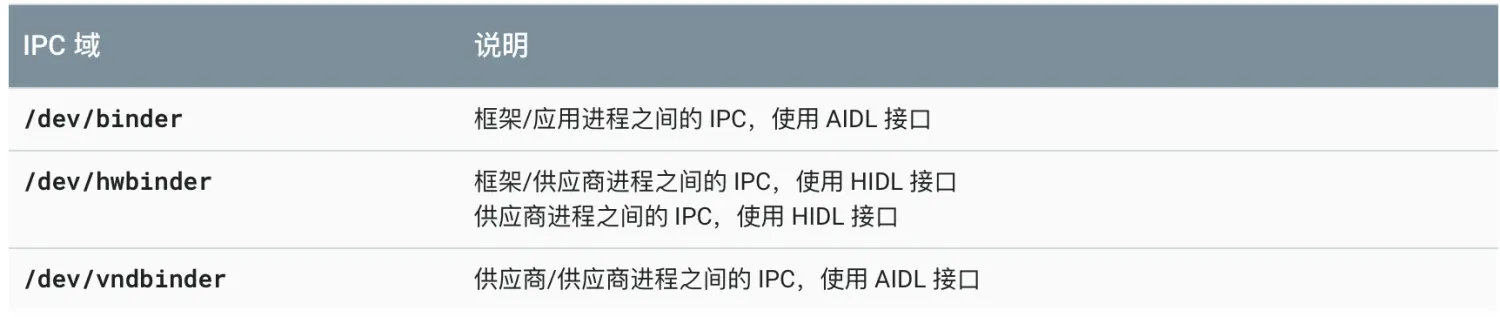 IPC 域 说明
/dev/binder 框架/应用进程之间的 IPC，使用 AIDL 接口
/dev/hwbinder 框架/供应商进程之间的 IPC，使用 HIDL 接口
供应商进程之间的 IPC，使用 HIDL 接口
/dev/vndbinder 供应商/供应商进程之间的 IPC，使用 AIDL 接口